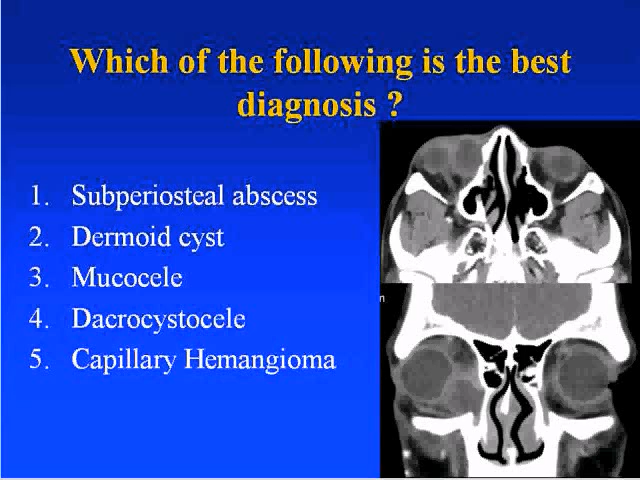 Which of the following is the best
diagnosis ?
1. Subperiosteal abscess
2. Dermoid cyst
3. Mucocele
4. Dacrocystocele
5. Capillary Hemangioma
n